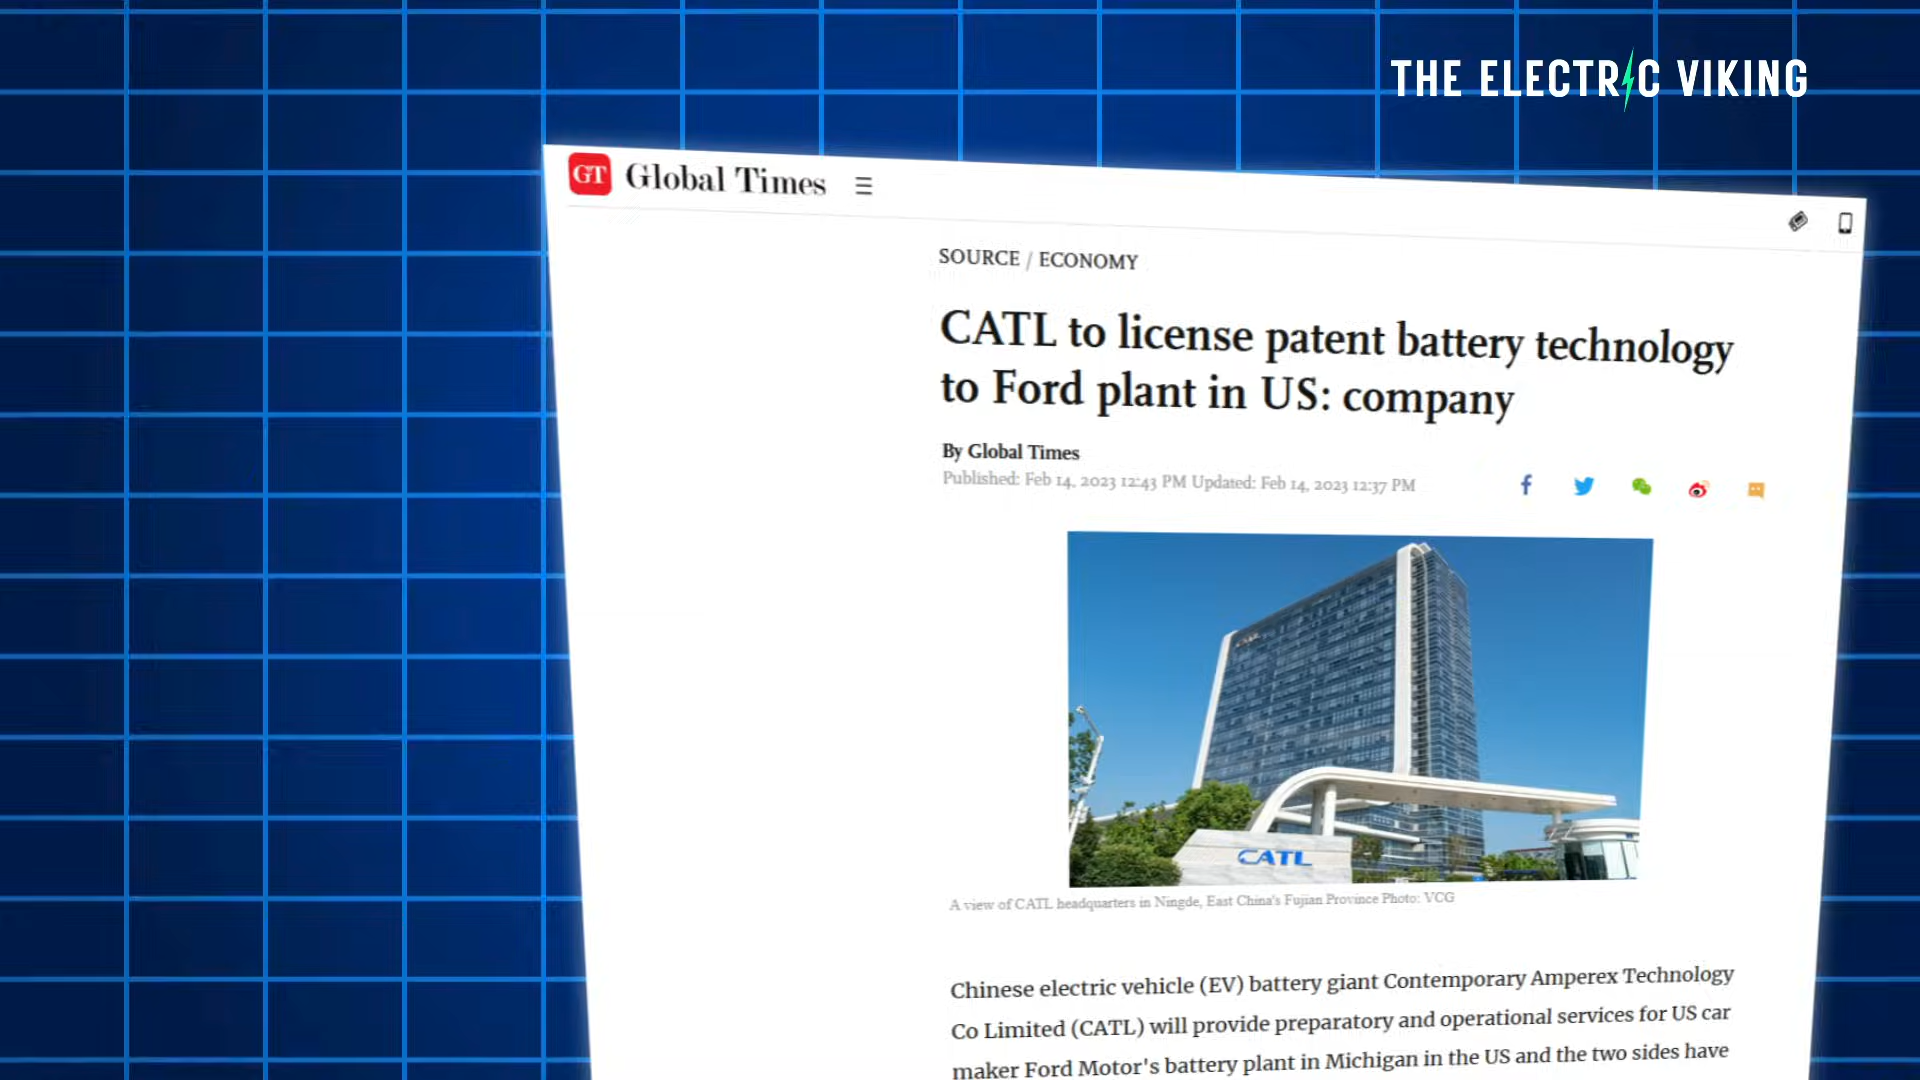 THE ELECTRIC VIKING
GT Global Times
SOURCE / ECONOMY
CATL to license patent battery technology
to Ford plant in US: company
By Global Times
Published: Feb 14, 2023 12:43 PM Updated: Feb 14, 2023 12:37 PM
CATL
A view of CATL headquarters in Ningde, East China's Fujian Province Photo: VCG
Chinese electric vehicle (EV) battery giant Contemporary Amperex Technology
Co Limited (CATL) will provide preparatory and operational services for US car
maker Ford Motor's battery plant in Michigan in the US and the two sides have